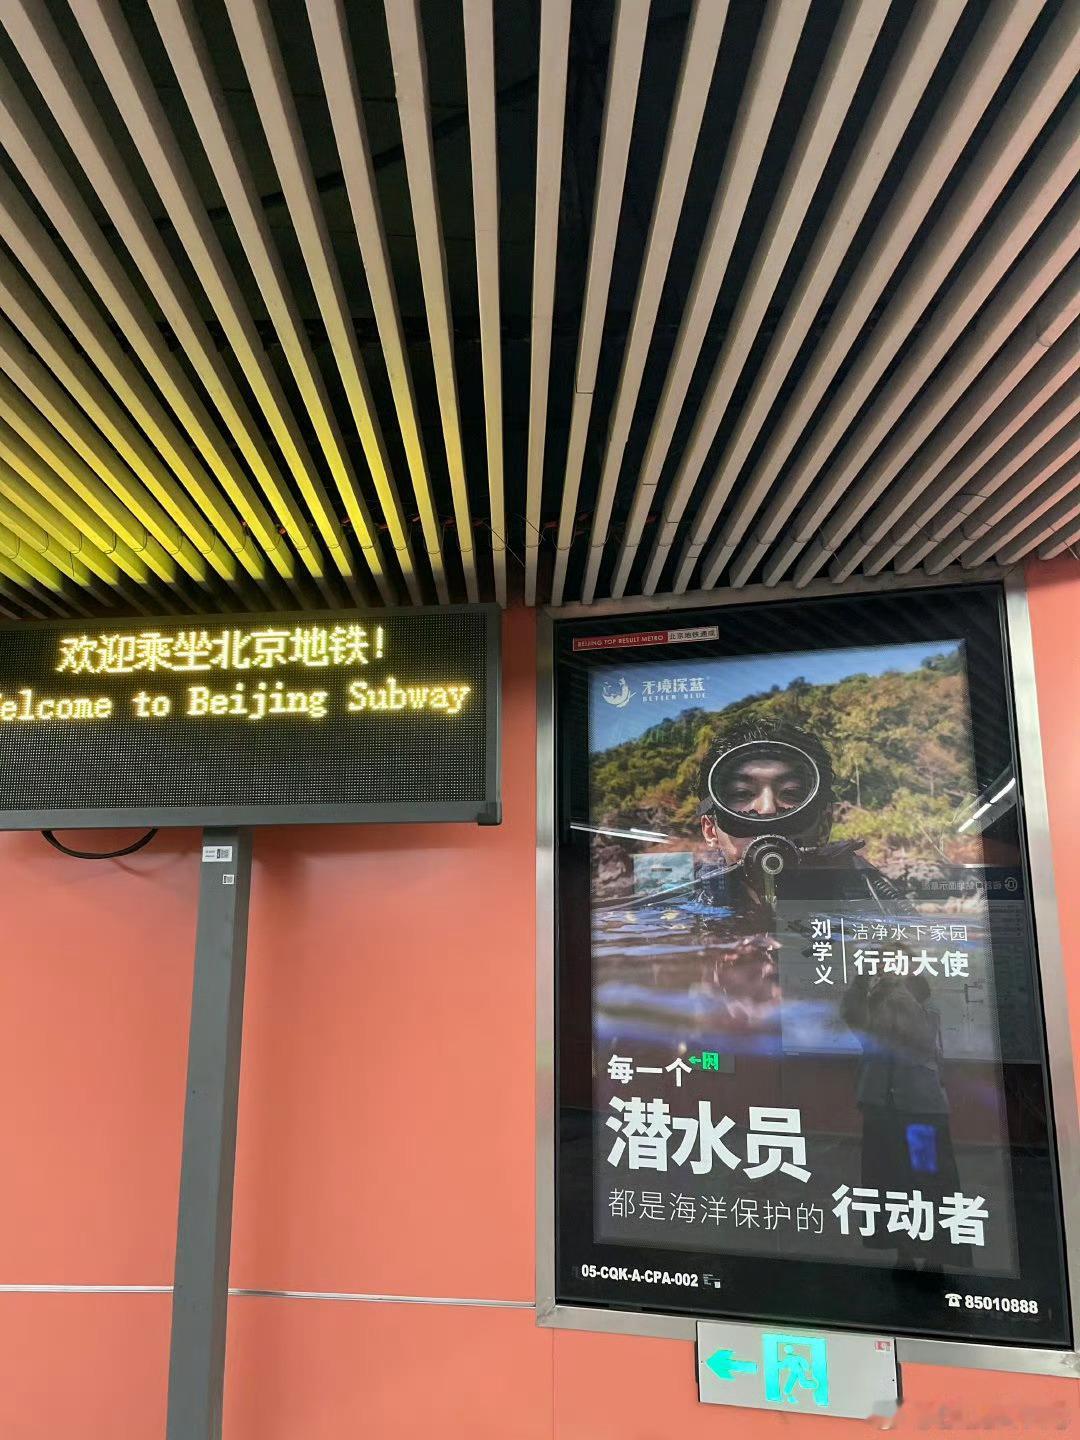 欢迎乘坐北京地铁!
elcome to Beijing Subway
BEIJING TOP RESULT METRO 北京地铁通成
无境深蓝
BETTER BLUE
刘学义
洁净水下家园
行动大使
每一个
潜水员
都是海洋保护的行动者
05-CQK-A-CPA-002
☎85010888